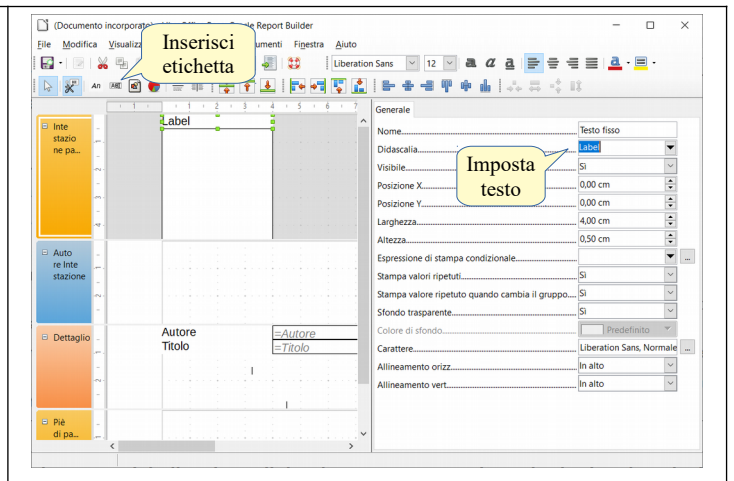 (Documento incorporato)
Report Builder
File Modifica Visualizz umenti Finestra Aiuto
Inserisci
etichetta
Liberation Sans 12
Generale
Label
Inte
stazio
ne pa...
Nome Testo fisso
Didascalia Label
Imposta
testo
Visibile Sì
Posizione X 0,00 cm
Posizione Y 0,00 cm
Larghezza 4,00 cm
Altezza 0,50 cm
Auto
re Inte
stazione
Espressione di stampa condizionale ...
Stampa valori ripetuti Sì
Stampa valore ripetuto quando cambia il gruppo Sì
Sfondo trasparente Sì
Dettaglio
Autore =Autore
Titolo =Titolo
Colore di sfondo Predefinito
Carattere Liberation Sans, Normale ...
Allineamento orizz. In alto
Allineamento vert. In alto
Piè
di pa...